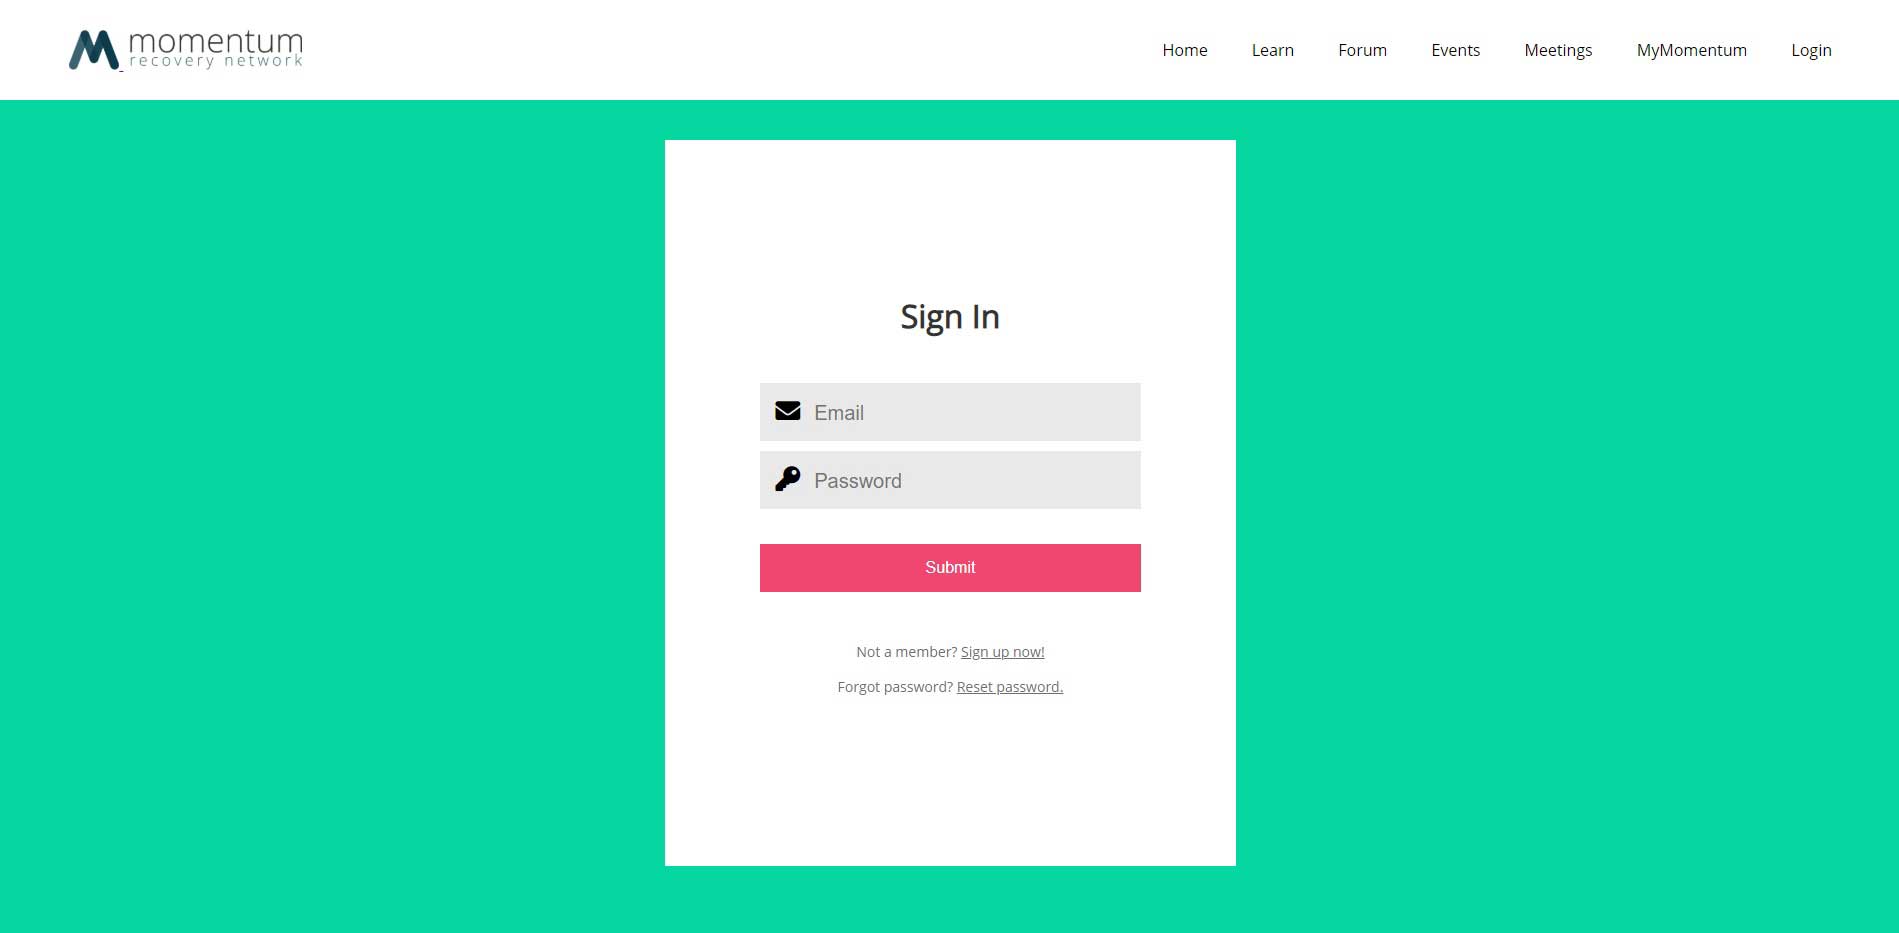 momentum
recovery network
Home Learn Forum Events Meetings MyMomentum Login
Sign In
Email
Password
Submit
Not a member? Sign up now!
Forgot password? Reset password.